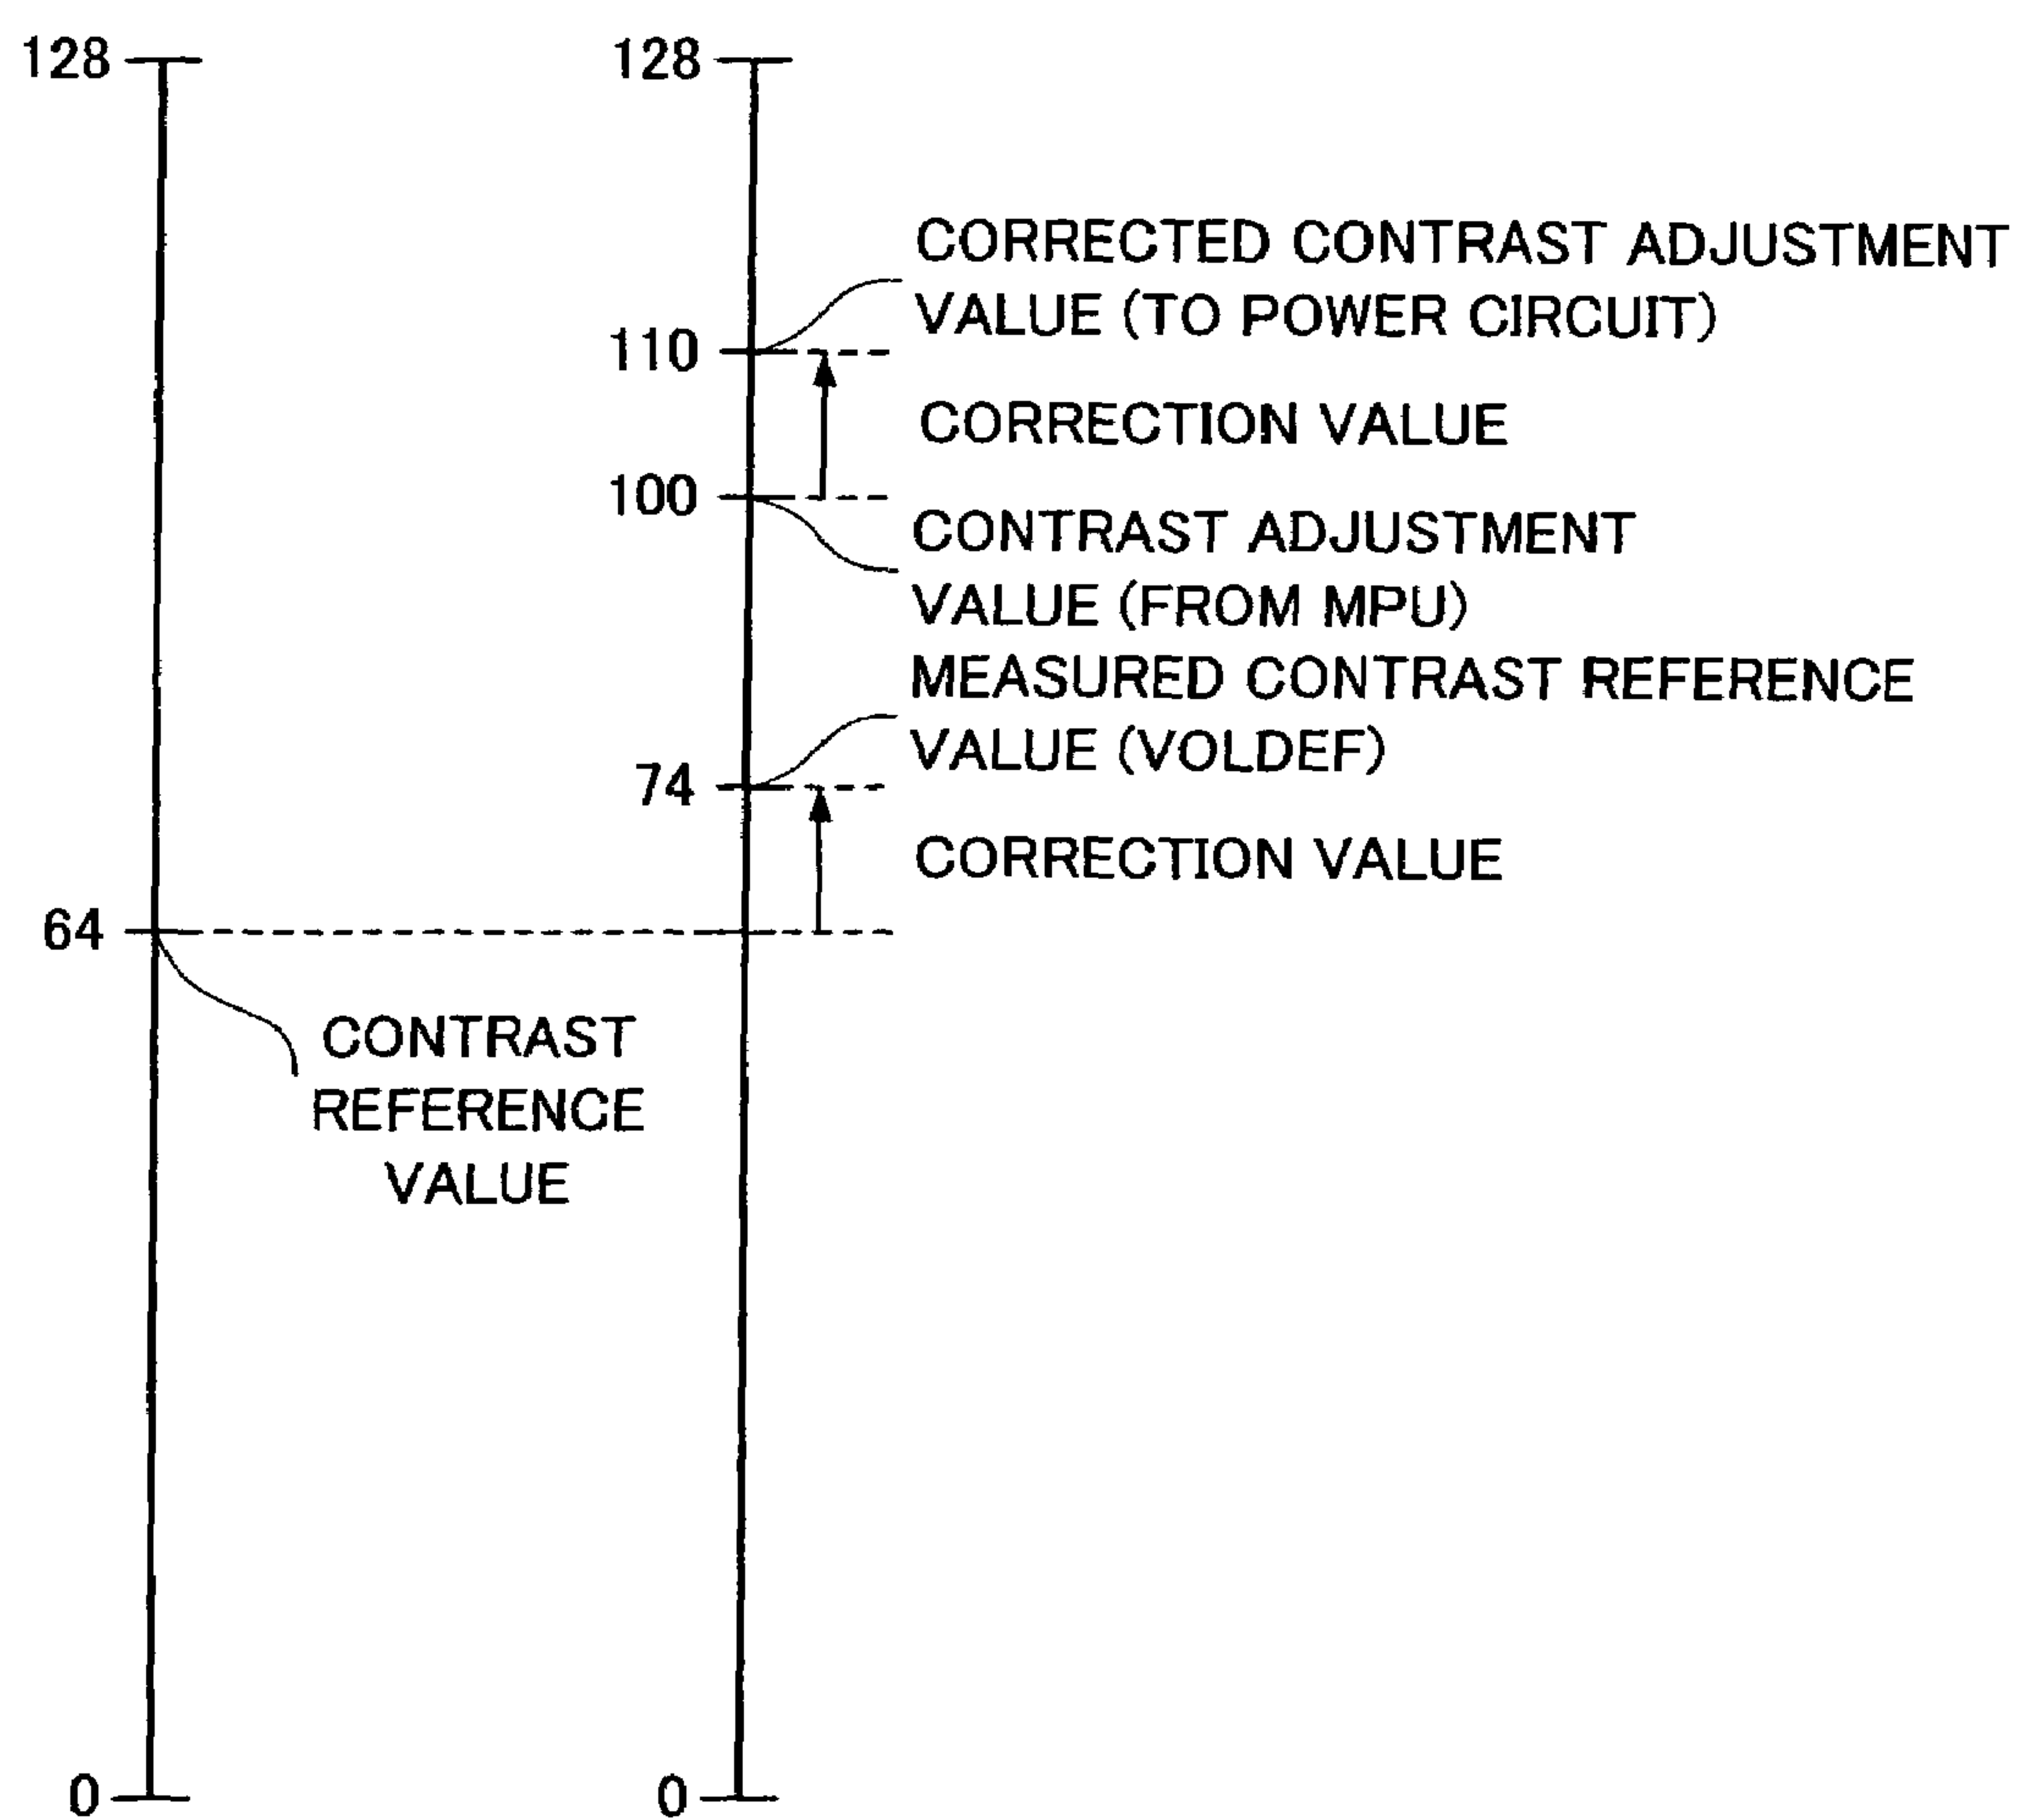 128
128
CORRECTED CONTRAST ADJUSTMENT
VALUE (TO POWER CIRCUIT)
110
CORRECTION VALUE
100
CONTRAST ADJUSTMENT
VALUE (FROM MPU)
MEASURED CONTRAST REFERENCE
VALUE (VOLDEF)
74
CORRECTION VALUE
64
CONTRAST
REFERENCE
VALUE
0
0